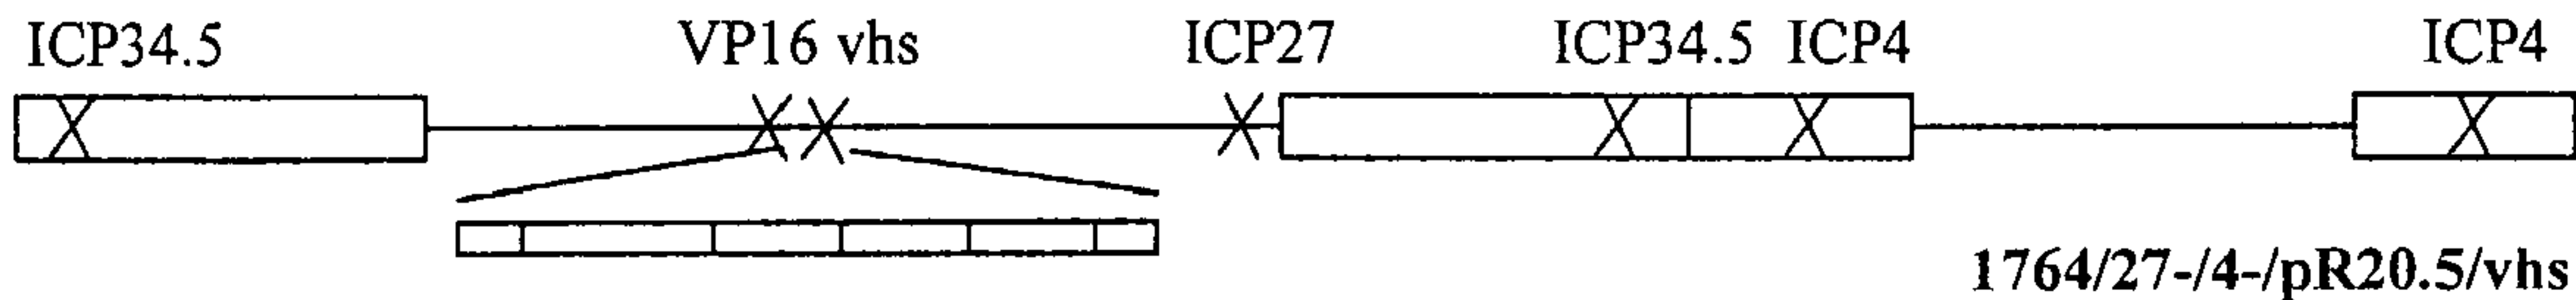 ICP34.5 VP16 vhs ICP27 ICP34.5 ICP4 ICP4
1764/27-/4-/pR20.5/vhs